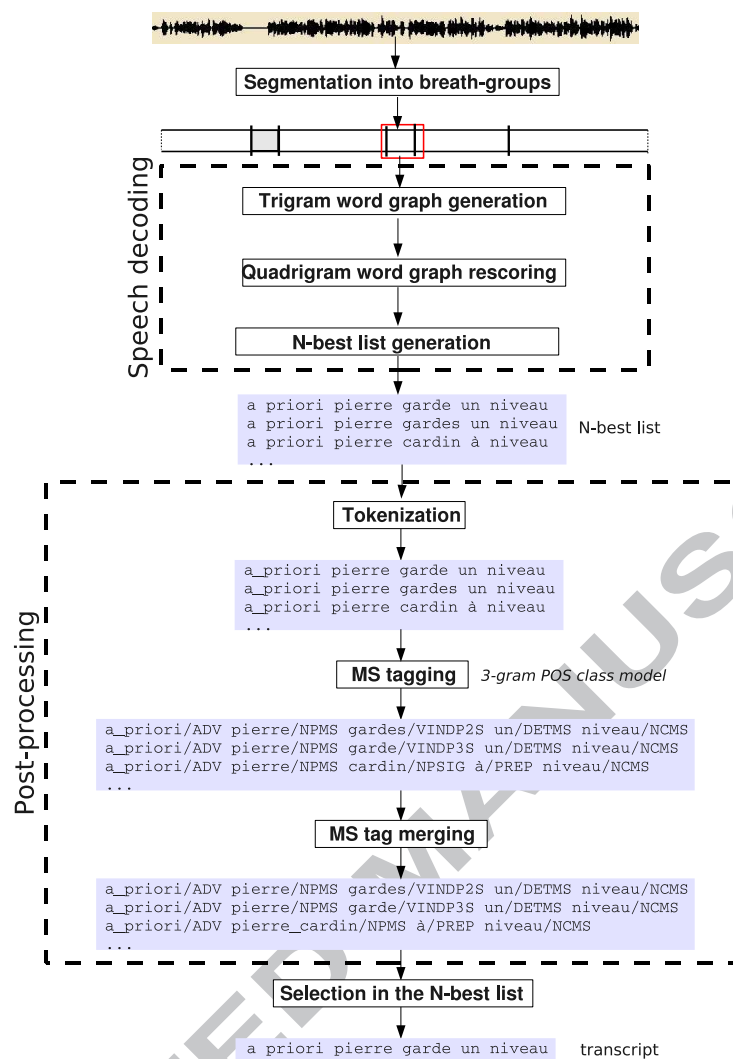 Segmentation into breath-groups
Speech decoding
Trigram word graph generation
Quadrigram word graph rescoring
N-best list generation
a priori pierre garde un niveau
a priori pierre gardes un niveau
a priori pierre cardin à niveau
...
N-best list
Post-processing
Tokenization
a_priori pierre garde un niveau
a_priori pierre gardes un niveau
a_priori pierre cardin à niveau
...
MS tagging
3-gram POS class model
a_priori/ADV pierre/NPMS gardes/VINDP2S un/DETMS niveau/NCMS
a_priori/ADV pierre/NPMS garde/VINDP3S un/DETMS niveau/NCMS
a_priori/ADV pierre/NPMS cardin/NPSIG à/PREP niveau/NCMS
...
MS tag merging
a_priori/ADV pierre/NPMS gardes/VINDP2S un/DETMS niveau/NCMS
a_priori/ADV pierre/NPMS garde/VINDP3S un/DETMS niveau/NCMS
a_priori/ADV pierre_cardin/NPMS à/PREP niveau/NCMS
...
Selection in the N-best list
a priori pierre garde un niveau
transcript